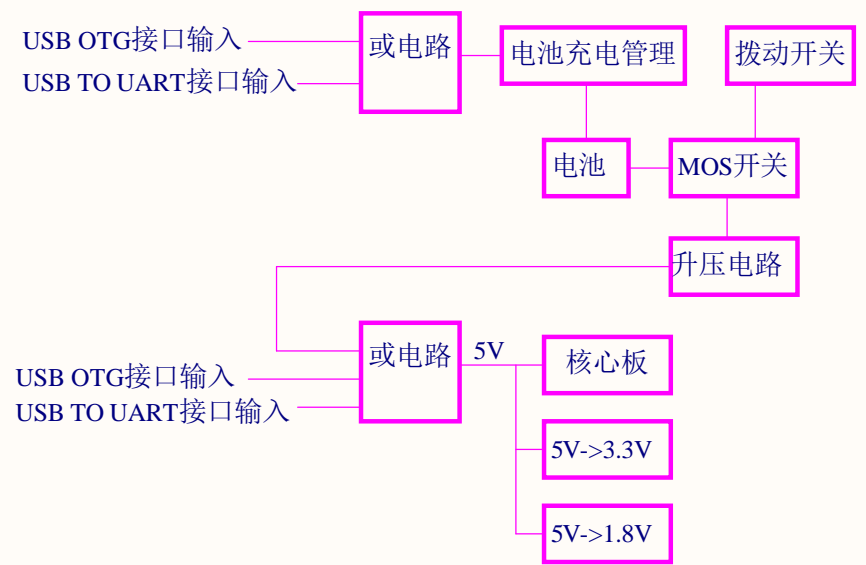 USB OTG接口输入
USB TO UART接口输入
或电路
电池充电管理
拨动开关
电池
MOS开关
升压电路
USB OTG接口输入
USB TO UART接口输入
或电路
5V
核心板
5V->3.3V
5V->1.8V